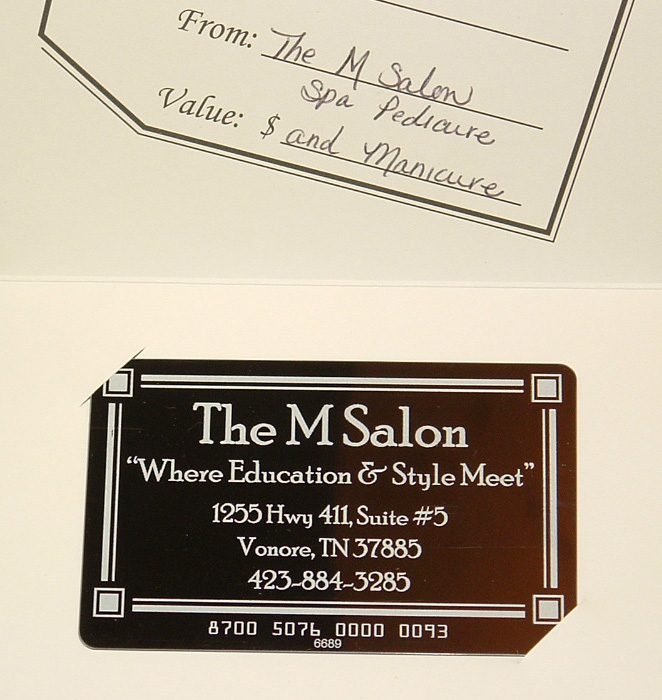 From: The M Salon
Spa Pedicure
Value: $ and Manicure
The M Salon
"Where Education & Style Meet"
1255 Hwy 411, Suite #5
Vonore, TN 37885
423-884-3285
8700 5076 0000 0093
6689